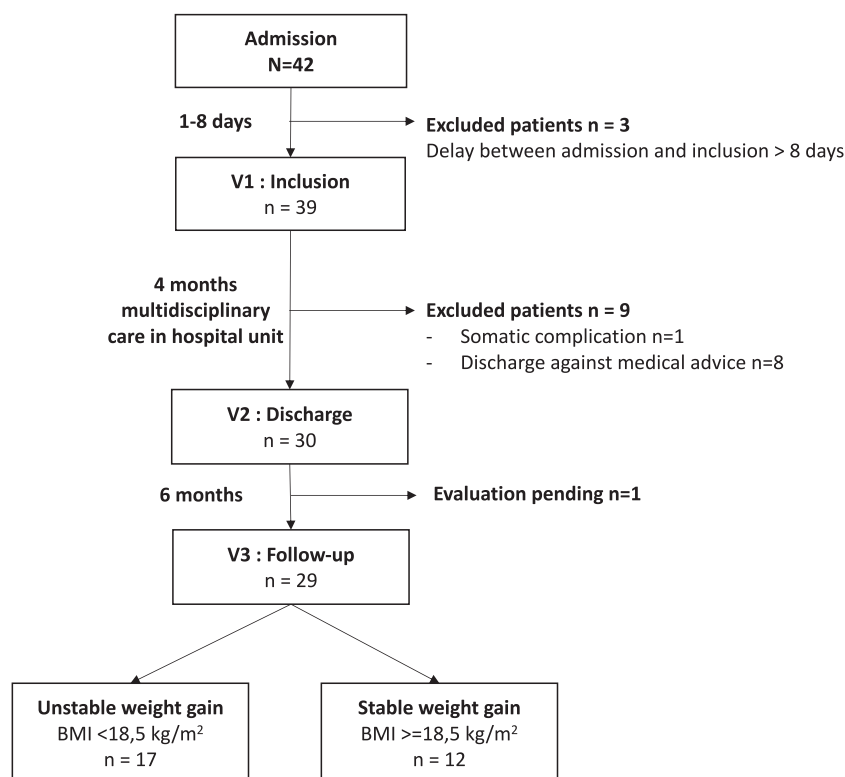 Admission
N=42
1-8 days
Excluded patients n = 3
Delay between admission and inclusion > 8 days
V1 : Inclusion
n = 39
4 months
multidisciplinary
care in hospital unit
Excluded patients n = 9
- Somatic complication n=1
- Discharge against medical advice n=8
V2 : Discharge
n = 30
6 months
Evaluation pending n=1
V3 : Follow-up
n = 29
Unstable weight gain
BMI <18,5 kg/m²
n = 17
Stable weight gain
BMI >=18,5 kg/m²
n = 12